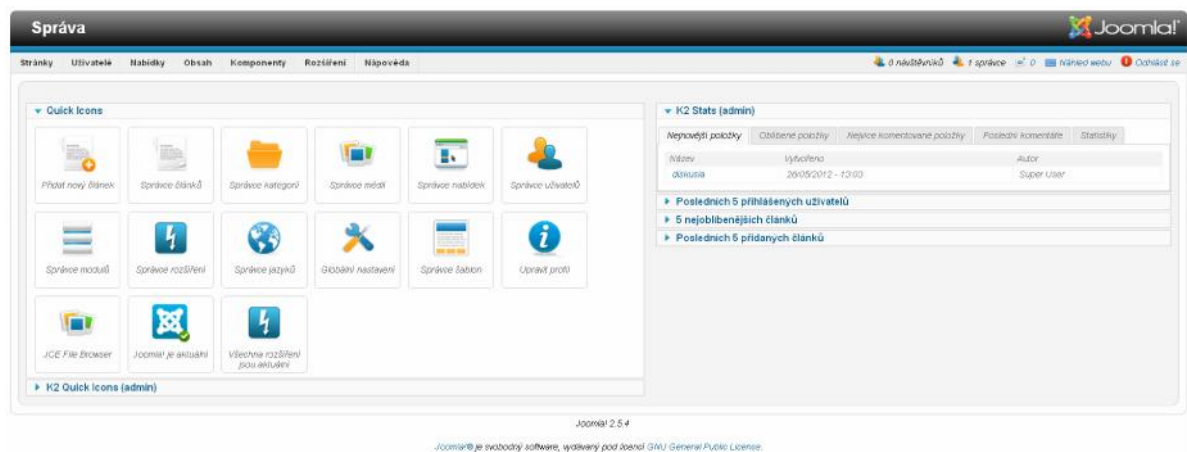 Správa
Joomla!
Stránky Uživatelé Nabídky Obsah Komponenty Rozšíření Nápověda
0 návštěvníků 1 správce 0 Náhled webu Odhlásit se
Quick Icons
Přidat nový článek Správce článků Správce kategorií Správce médií Správce nabídek Správce uživatelů
Správce modulů Správce rozšíření Správce jazyků Globální nastavení Správce šablon Upravit profil
JCE File Browser Joomla! je aktuální Všechna rozšíření
jsou aktuální
K2 Quick Icons (admin)
K2 Stats (admin)
Nejnovější položky Oblíbené položky Nejvíce komentované položky Poslední komentáře Statistiky
Název Vytvořeno Autor
diskusia 26/05/2012 - 13:03 Super User
Posledních 5 přihlášených uživatelů
5 nejoblíbenějších článků
Posledních 5 přidaných článků
Joomla! 2.5.4
Joomla!® je svobodný software, vydávaný pod licencí GNU General Public License.